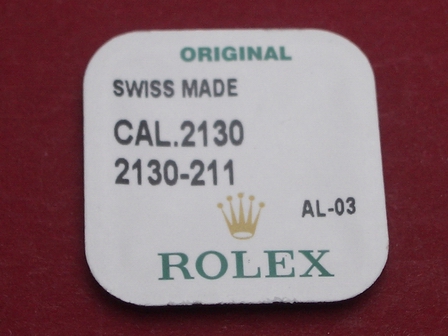 ORIGINAL
SWISS MADE
CAL.2130
2130-211
AL-03
ROLEX